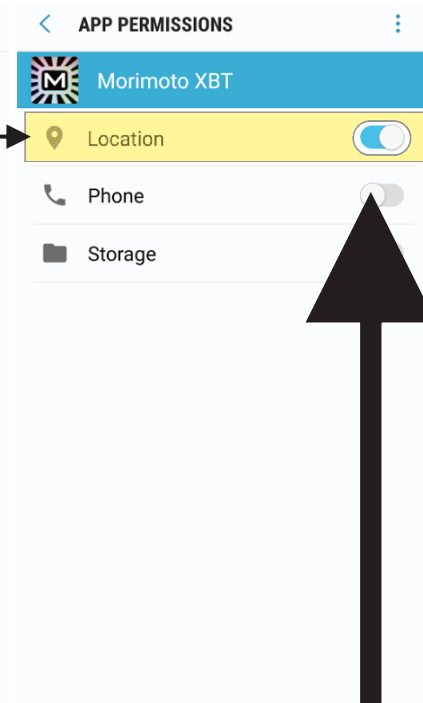 APP PERMISSIONS
M
Morimoto XBT
Location
Phone
Storage